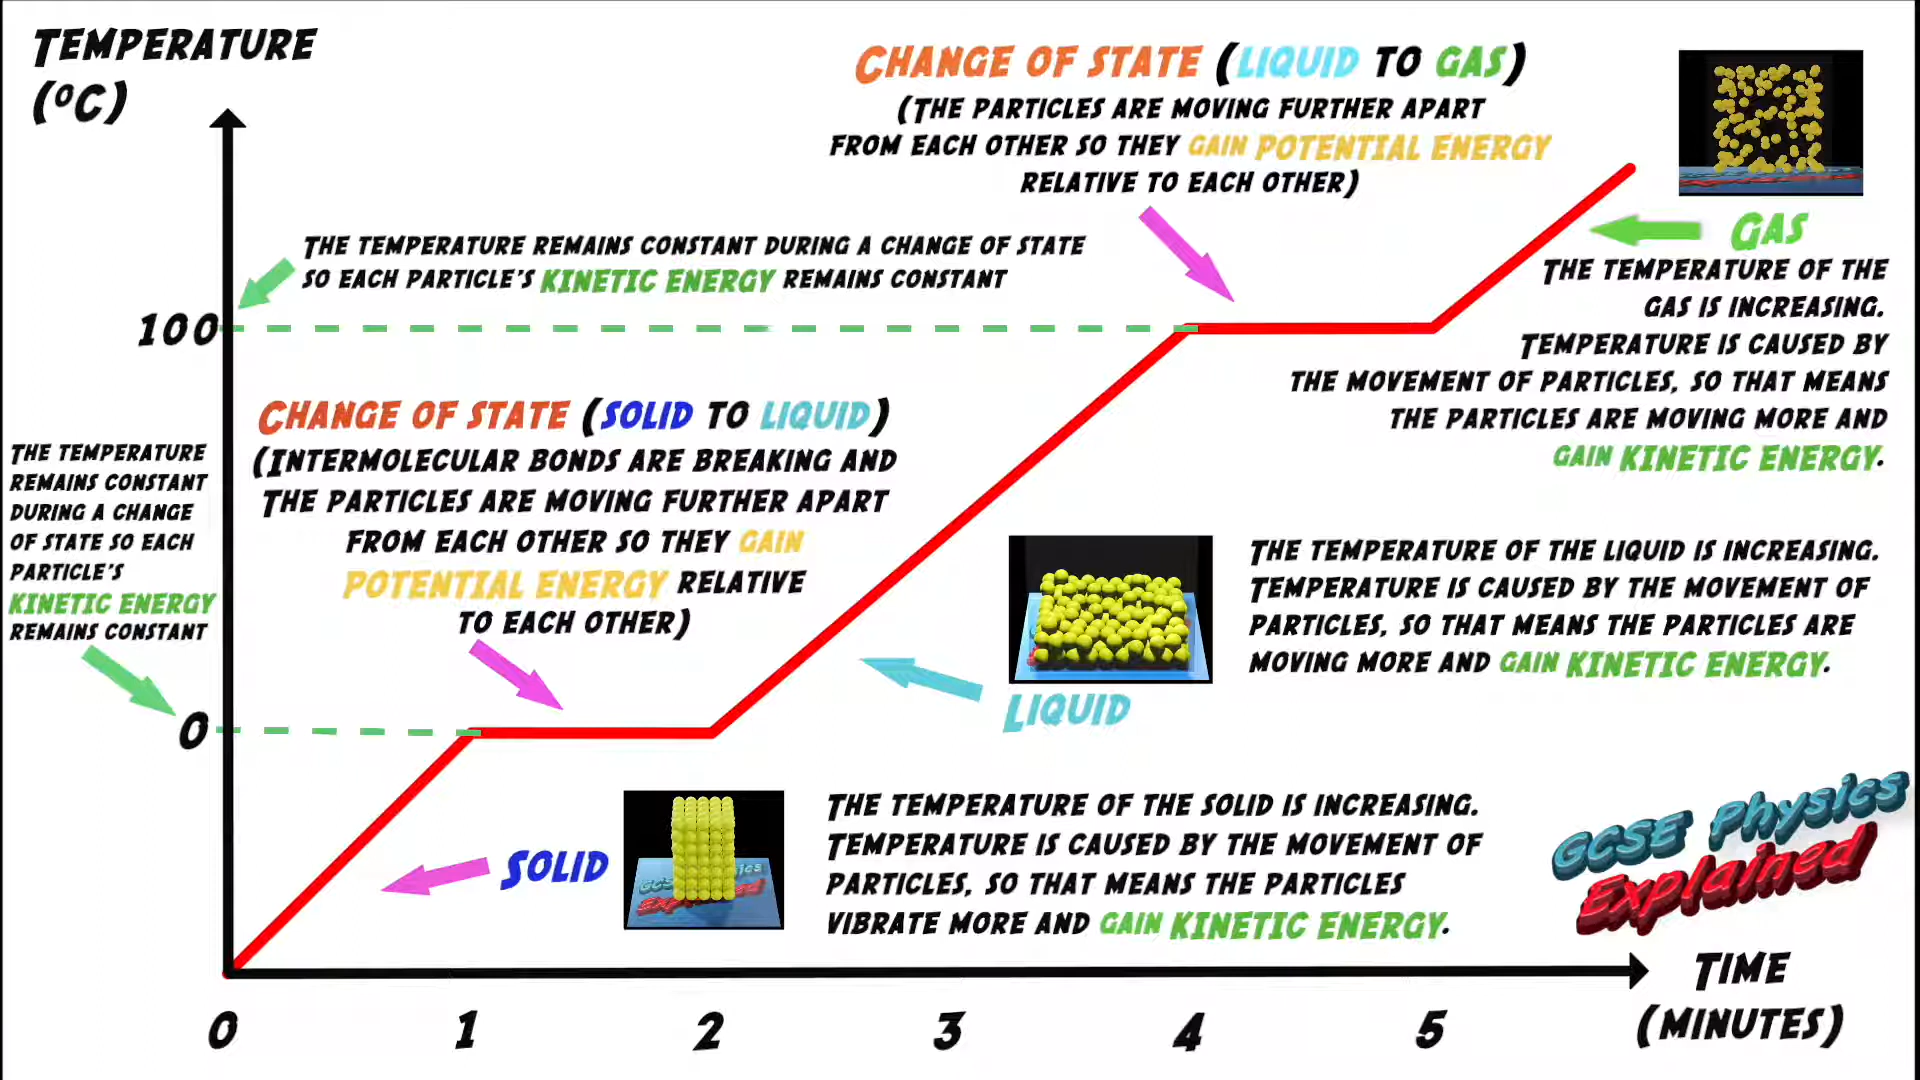 TEMPERATURE
(°C)
CHANGE OF STATE (LIQUID TO GAS)
(THE PARTICLES ARE MOVING FURTHER APART
FROM EACH OTHER SO THEY GAIN POTENTIAL ENERGY
RELATIVE TO EACH OTHER)
THE TEMPERATURE REMAINS CONSTANT DURING A CHANGE OF STATE
SO EACH PARTICLE'S KINETIC ENERGY REMAINS CONSTANT
100
GAS
THE TEMPERATURE OF THE
GAS IS INCREASING.
TEMPERATURE IS CAUSED BY
THE MOVEMENT OF PARTICLES, SO THAT MEANS
THE PARTICLES ARE MOVING MORE AND
GAIN KINETIC ENERGY.
CHANGE OF STATE (SOLID TO LIQUID)
(INTERMOLECULAR BONDS ARE BREAKING AND
THE PARTICLES ARE MOVING FURTHER APART
FROM EACH OTHER SO THEY GAIN
POTENTIAL ENERGY RELATIVE
TO EACH OTHER)
THE TEMPERATURE
REMAINS CONSTANT
DURING A CHANGE
OF STATE SO EACH
PARTICLE'S
KINETIC ENERGY
REMAINS CONSTANT
0
LIQUID
THE TEMPERATURE OF THE LIQUID IS INCREASING.
TEMPERATURE IS CAUSED BY THE MOVEMENT OF
PARTICLES, SO THAT MEANS THE PARTICLES ARE
MOVING MORE AND GAIN KINETIC ENERGY.
SOLID
THE TEMPERATURE OF THE SOLID IS INCREASING.
TEMPERATURE IS CAUSED BY THE MOVEMENT OF
PARTICLES, SO THAT MEANS THE PARTICLES
VIBRATE MORE AND GAIN KINETIC ENERGY.
GCSE Physics
Explained
TIME
(MINUTES)
0 1 2 3 4 5